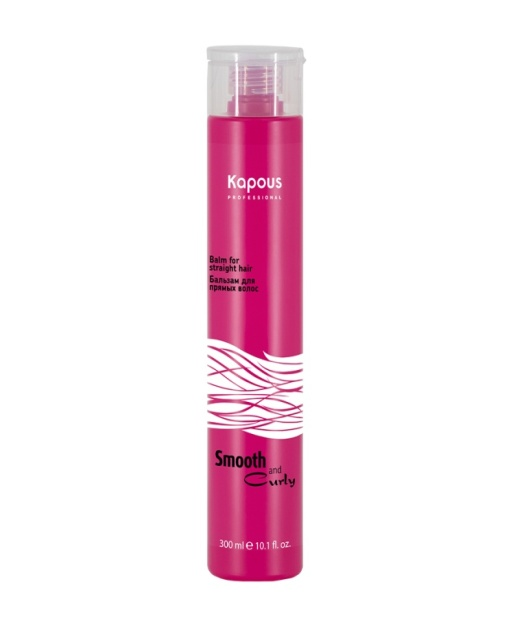 Kapous
PROFESSIONAL
Balm for
straight hair
Бальзам для
прямых волос
Smooth
and
Curly
300 ml ℮ 10.1 fl. oz.